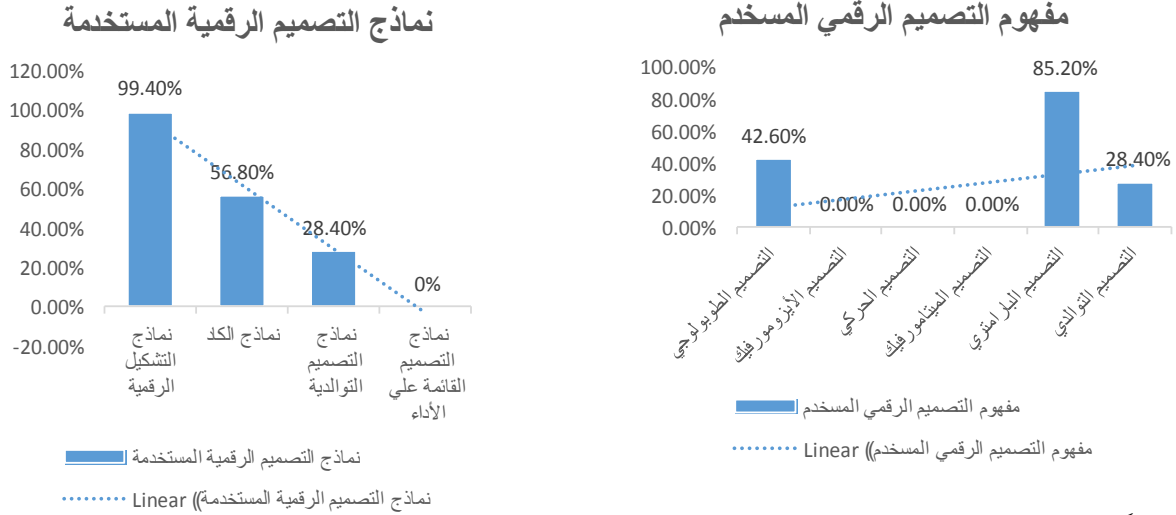 مفهوم التصميم الرقمي المسخدم
100.00%
80.00%
60.00%
40.00%
20.00%
0.00%
42.60%
0.00%
0.00%
0.00%
85.20%
28.40%
التصميم الطوبولوجي
التصميم الأيزومورفيك
التصميم الحركي
التصميم الميتامورفيك
التصميم البارامتري
التصميم التوالدي
مفهوم التصميم الرقمي المسخدم
Linear ((مفهوم التصميم الرقمي المسخدم
نماذج التصميم الرقمية المستخدمة
120.00%
100.00%
80.00%
60.00%
40.00%
20.00%
0.00%
-20.00%
99.40%
56.80%
28.40%
0%
نماذج
التشكيل
الرقمية
نماذج الكاد
نماذج
التصميم
التوالدية
نماذج
التصميم
القائمة علي
الأداء
نماذج التصميم الرقمية المستخدمة
Linear ((نماذج التصميم الرقمية المستخدمة